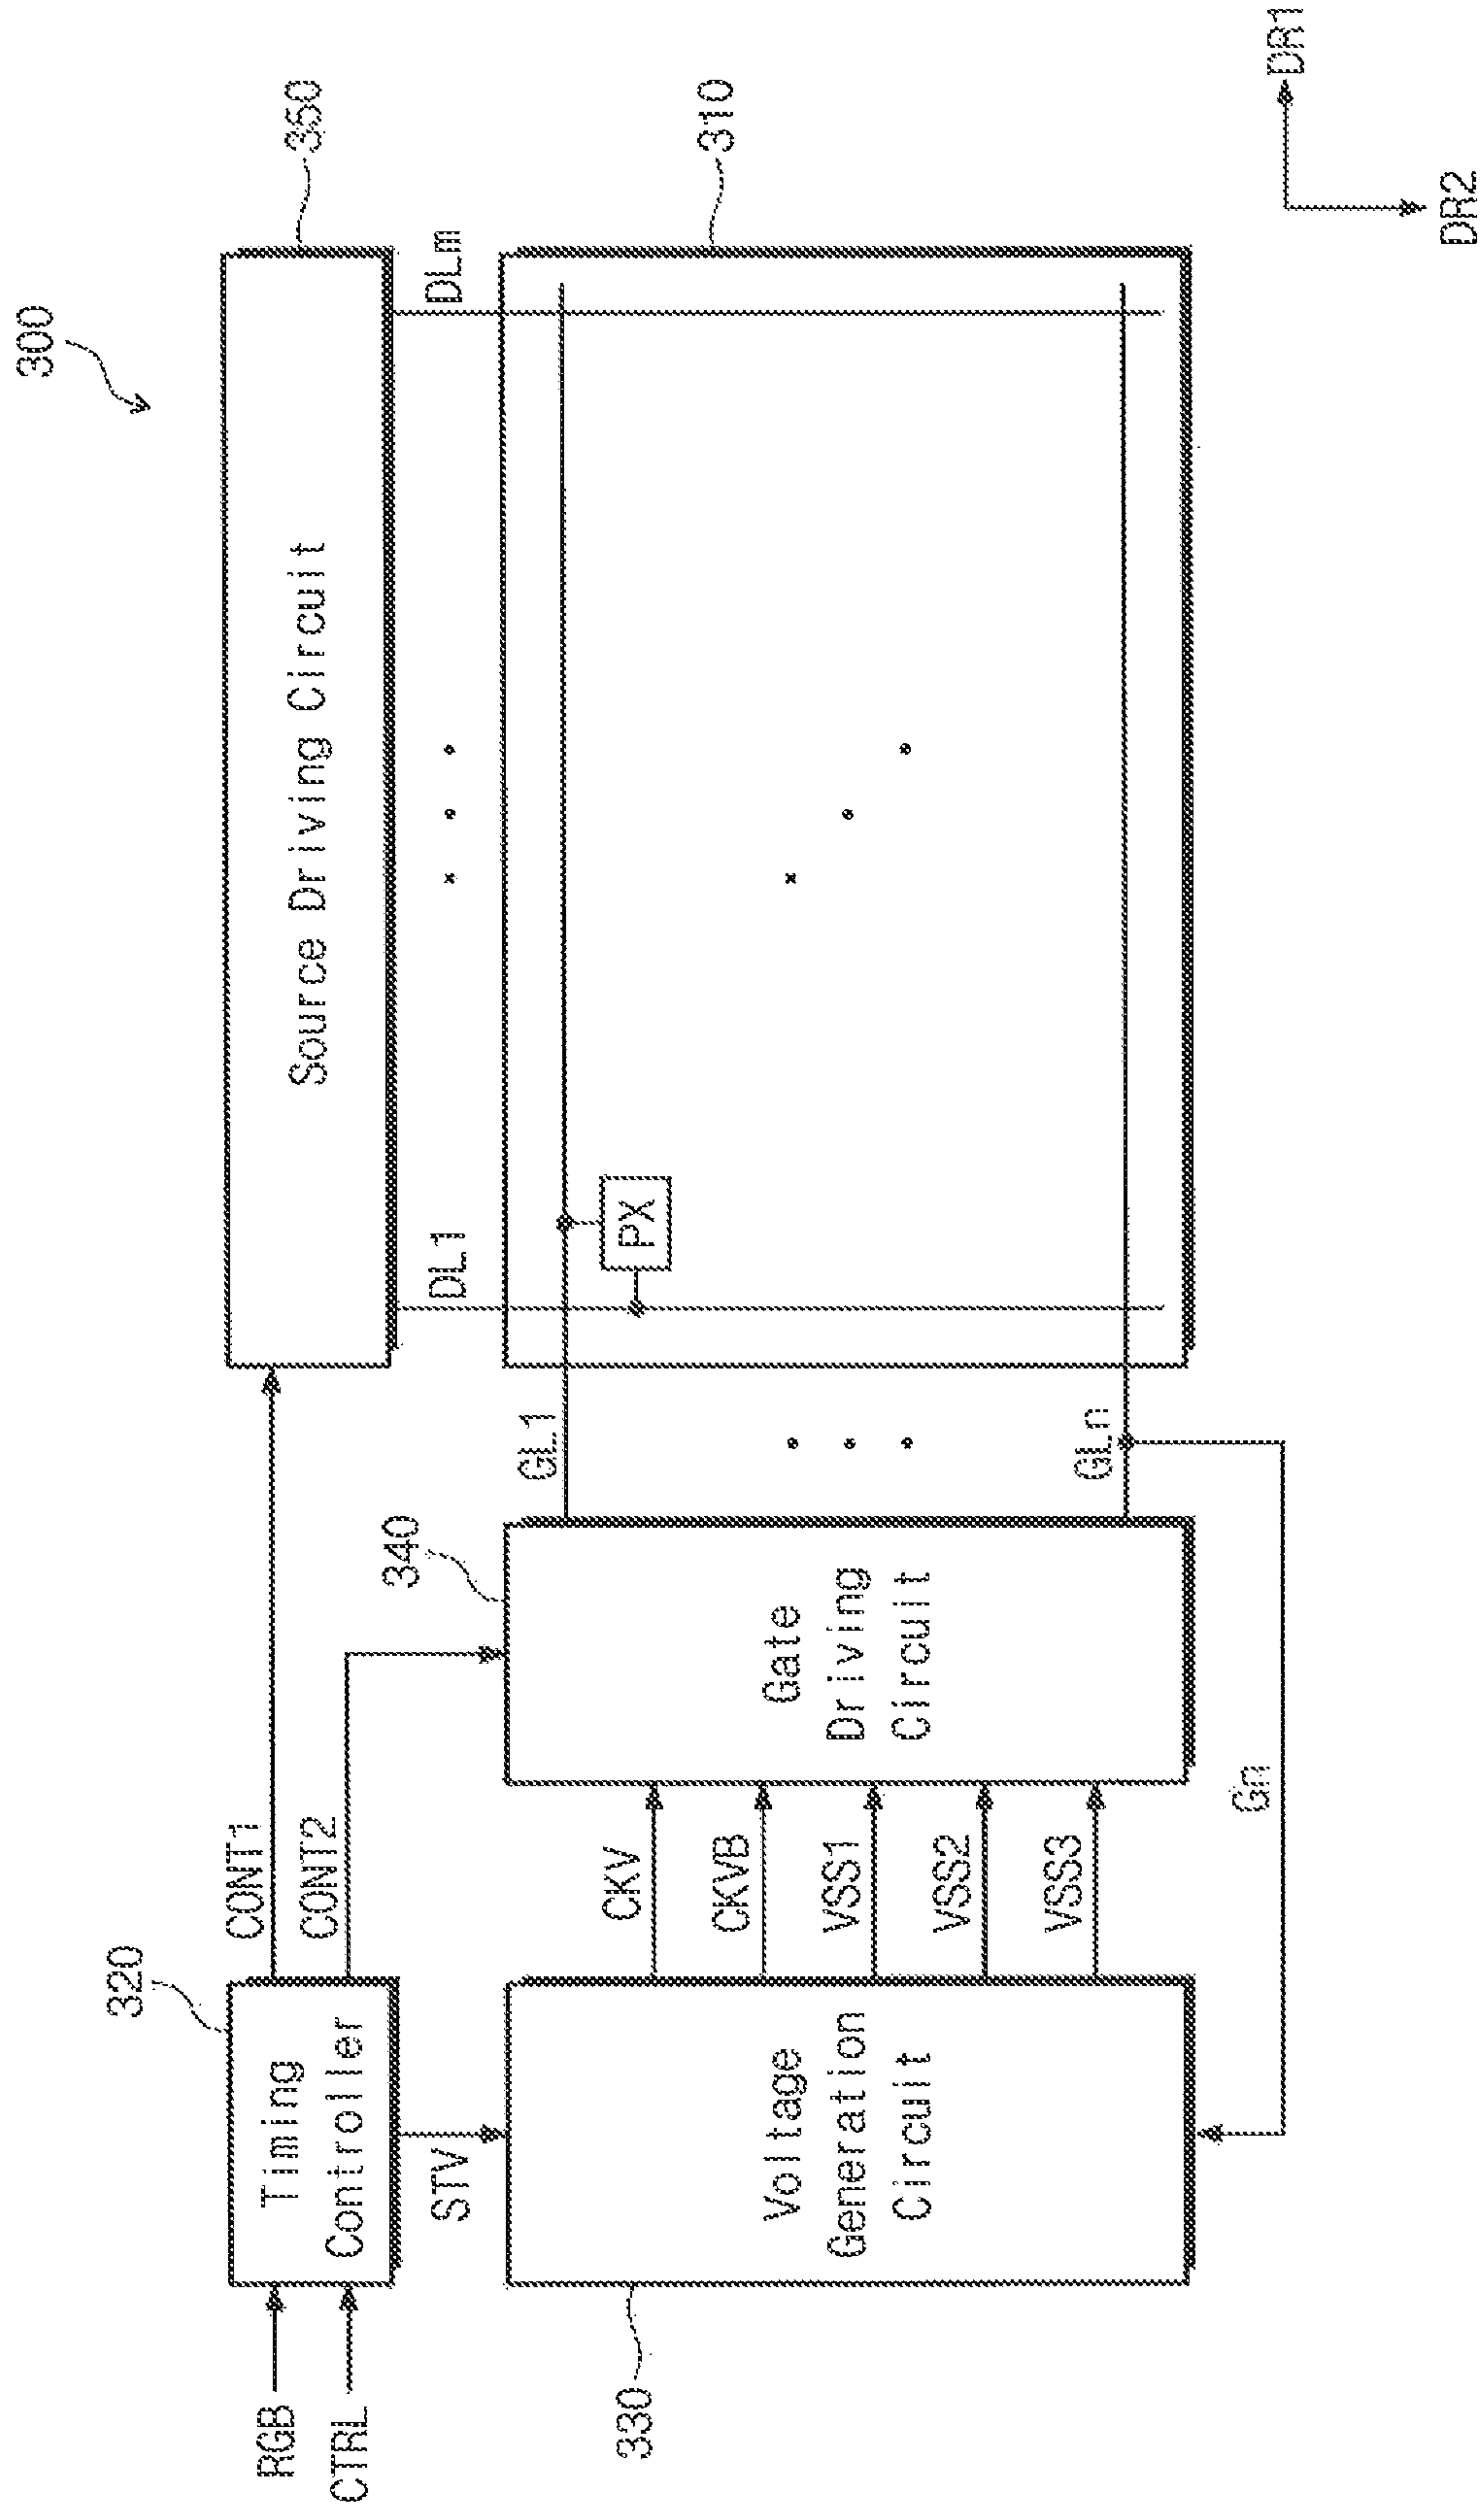 300
RGB
CTRL
320
Timing
Controller
CONT1
CONT2
STV
350
Source Driving Circuit
DL1
DLm
330
Voltage
Generation
Circuit
CKV
CKVB
VSS1
VSS2
VSS3
340
Gate
Driving
Circuit
GL1
GLn
Gn
PX
310
DR1
DR2